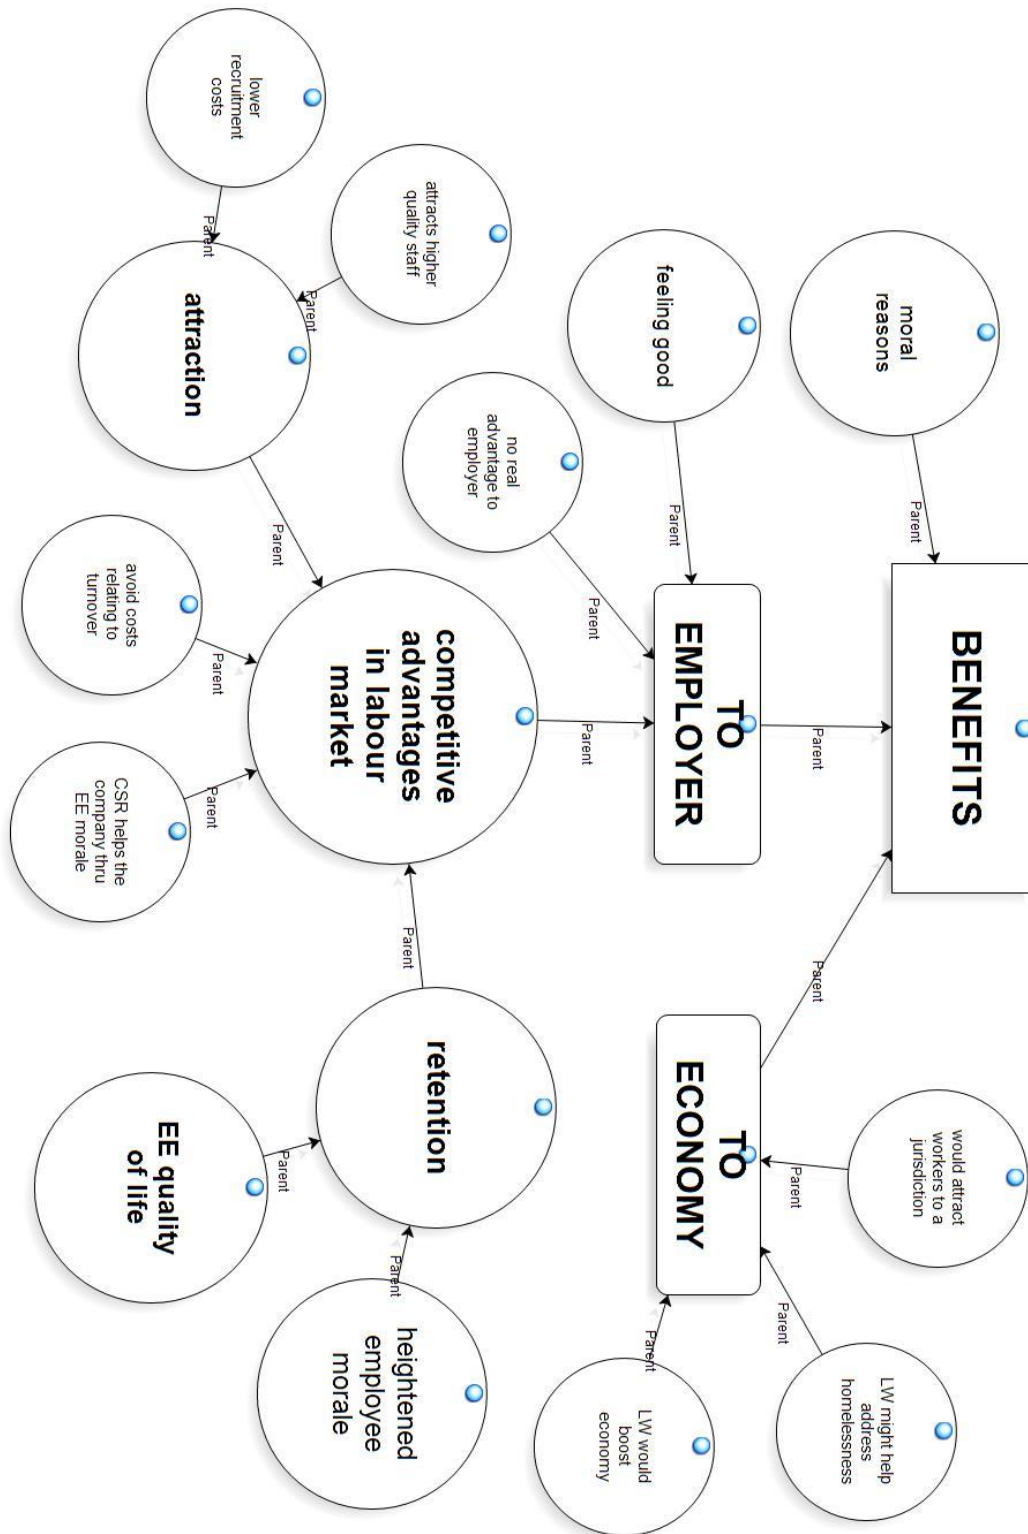 BENEFITS
moral
reasons
Parent
Parent
Parent
TO
EMPLOYER
feeling good
Parent
no real
advantage to
employer
Parent
Parent
competitive
advantages
in labour
market
attraction
Parent
lower
recruitment
costs
Parent
attracts higher
quality staff
Parent
avoid costs
relating to
turnover
Parent
CSR helps the
company thru
EE morale
Parent
retention
Parent
EE quality
of life
Parent
heightened
employee
morale
Parent
TO
ECONOMY
would attract
workers to a
jurisdiction
Parent
LW might help
address
homelessness
Parent
LW would
boost
economy
Parent